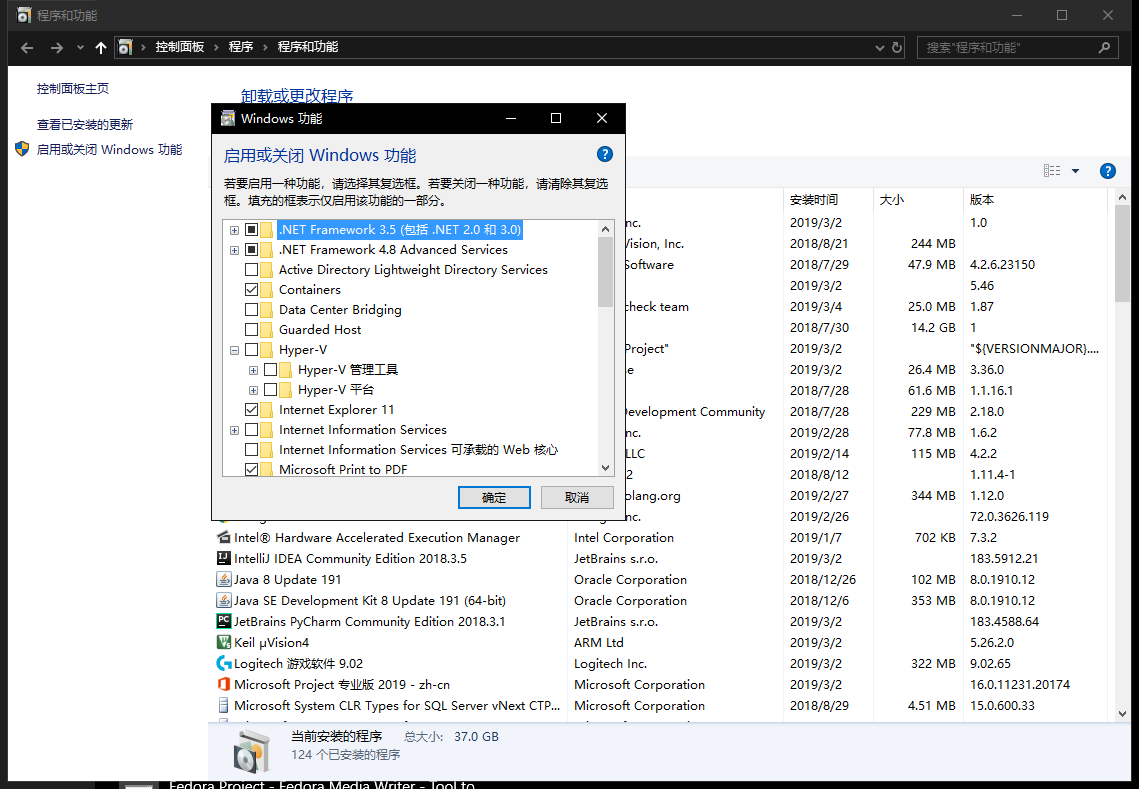 程序和功能
控制面板 程序 程序和功能
搜索"程序和功能"
控制面板主页
查看已安装的更新
启用或关闭 Windows 功能
卸载或更改程序
Windows 功能
启用或关闭 Windows 功能
若要启用一种功能，请选择其复选框。若要关闭一种功能，请清除其复选
框。填充的框表示仅启用该功能的一部分。
.NET Framework 3.5 (包括 .NET 2.0 和 3.0)
.NET Framework 4.8 Advanced Services
Active Directory Lightweight Directory Services
Containers
Data Center Bridging
Guarded Host
Hyper-V
Hyper-V 管理工具
Hyper-V 平台
Internet Explorer 11
Internet Information Services
Internet Information Services 可承载的 Web 核心
Microsoft Print to PDF
确定 取消
安装时间 大小 版本
nc. 2019/3/2 1.0
ision, Inc. 2018/8/21 244 MB
Software 2018/7/29 47.9 MB 4.2.6.23150
2019/3/2 5.46
check team 2019/3/4 25.0 MB 1.87
2018/7/30 14.2 GB 1
Project" 2019/3/2 "${VERSIONMAJOR}....
e 2019/3/2 26.4 MB 3.36.0
2018/7/28 61.6 MB 1.1.16.1
Development Community 2018/7/28 229 MB 2.18.0
nc. 2019/2/28 77.8 MB 1.6.2
LLC 2019/2/14 115 MB 4.2.2
2 2018/8/12 1.11.4-1
olang.org 2019/2/27 344 MB 1.12.0
nc. 2019/2/26 72.0.3626.119
Intel® Hardware Accelerated Execution Manager Intel Corporation 2019/1/7 702 KB 7.3.2
IntelliJ IDEA Community Edition 2018.3.5 JetBrains s.r.o. 2019/3/2 183.5912.21
Java 8 Update 191 Oracle Corporation 2018/12/26 102 MB 8.0.1910.12
Java SE Development Kit 8 Update 191 (64-bit) Oracle Corporation 2018/12/6 353 MB 8.0.1910.12
JetBrains PyCharm Community Edition 2018.3.1 JetBrains s.r.o. 2019/3/2 183.4588.64
Keil µVision4 ARM Ltd 2019/3/2 5.26.2.0
Logitech 游戏软件 9.02 Logitech Inc. 2019/3/2 322 MB 9.02.65
Microsoft Project 专业版 2019 - zh-cn Microsoft Corporation 2019/3/2 16.0.11231.20174
Microsoft System CLR Types for SQL Server vNext CTP... Microsoft Corporation 2018/8/29 4.51 MB 15.0.600.33
当前安装的程序 总大小: 37.0 GB
124 个已安装的程序
Fedora Project - Fedora Media Writer - Tool to